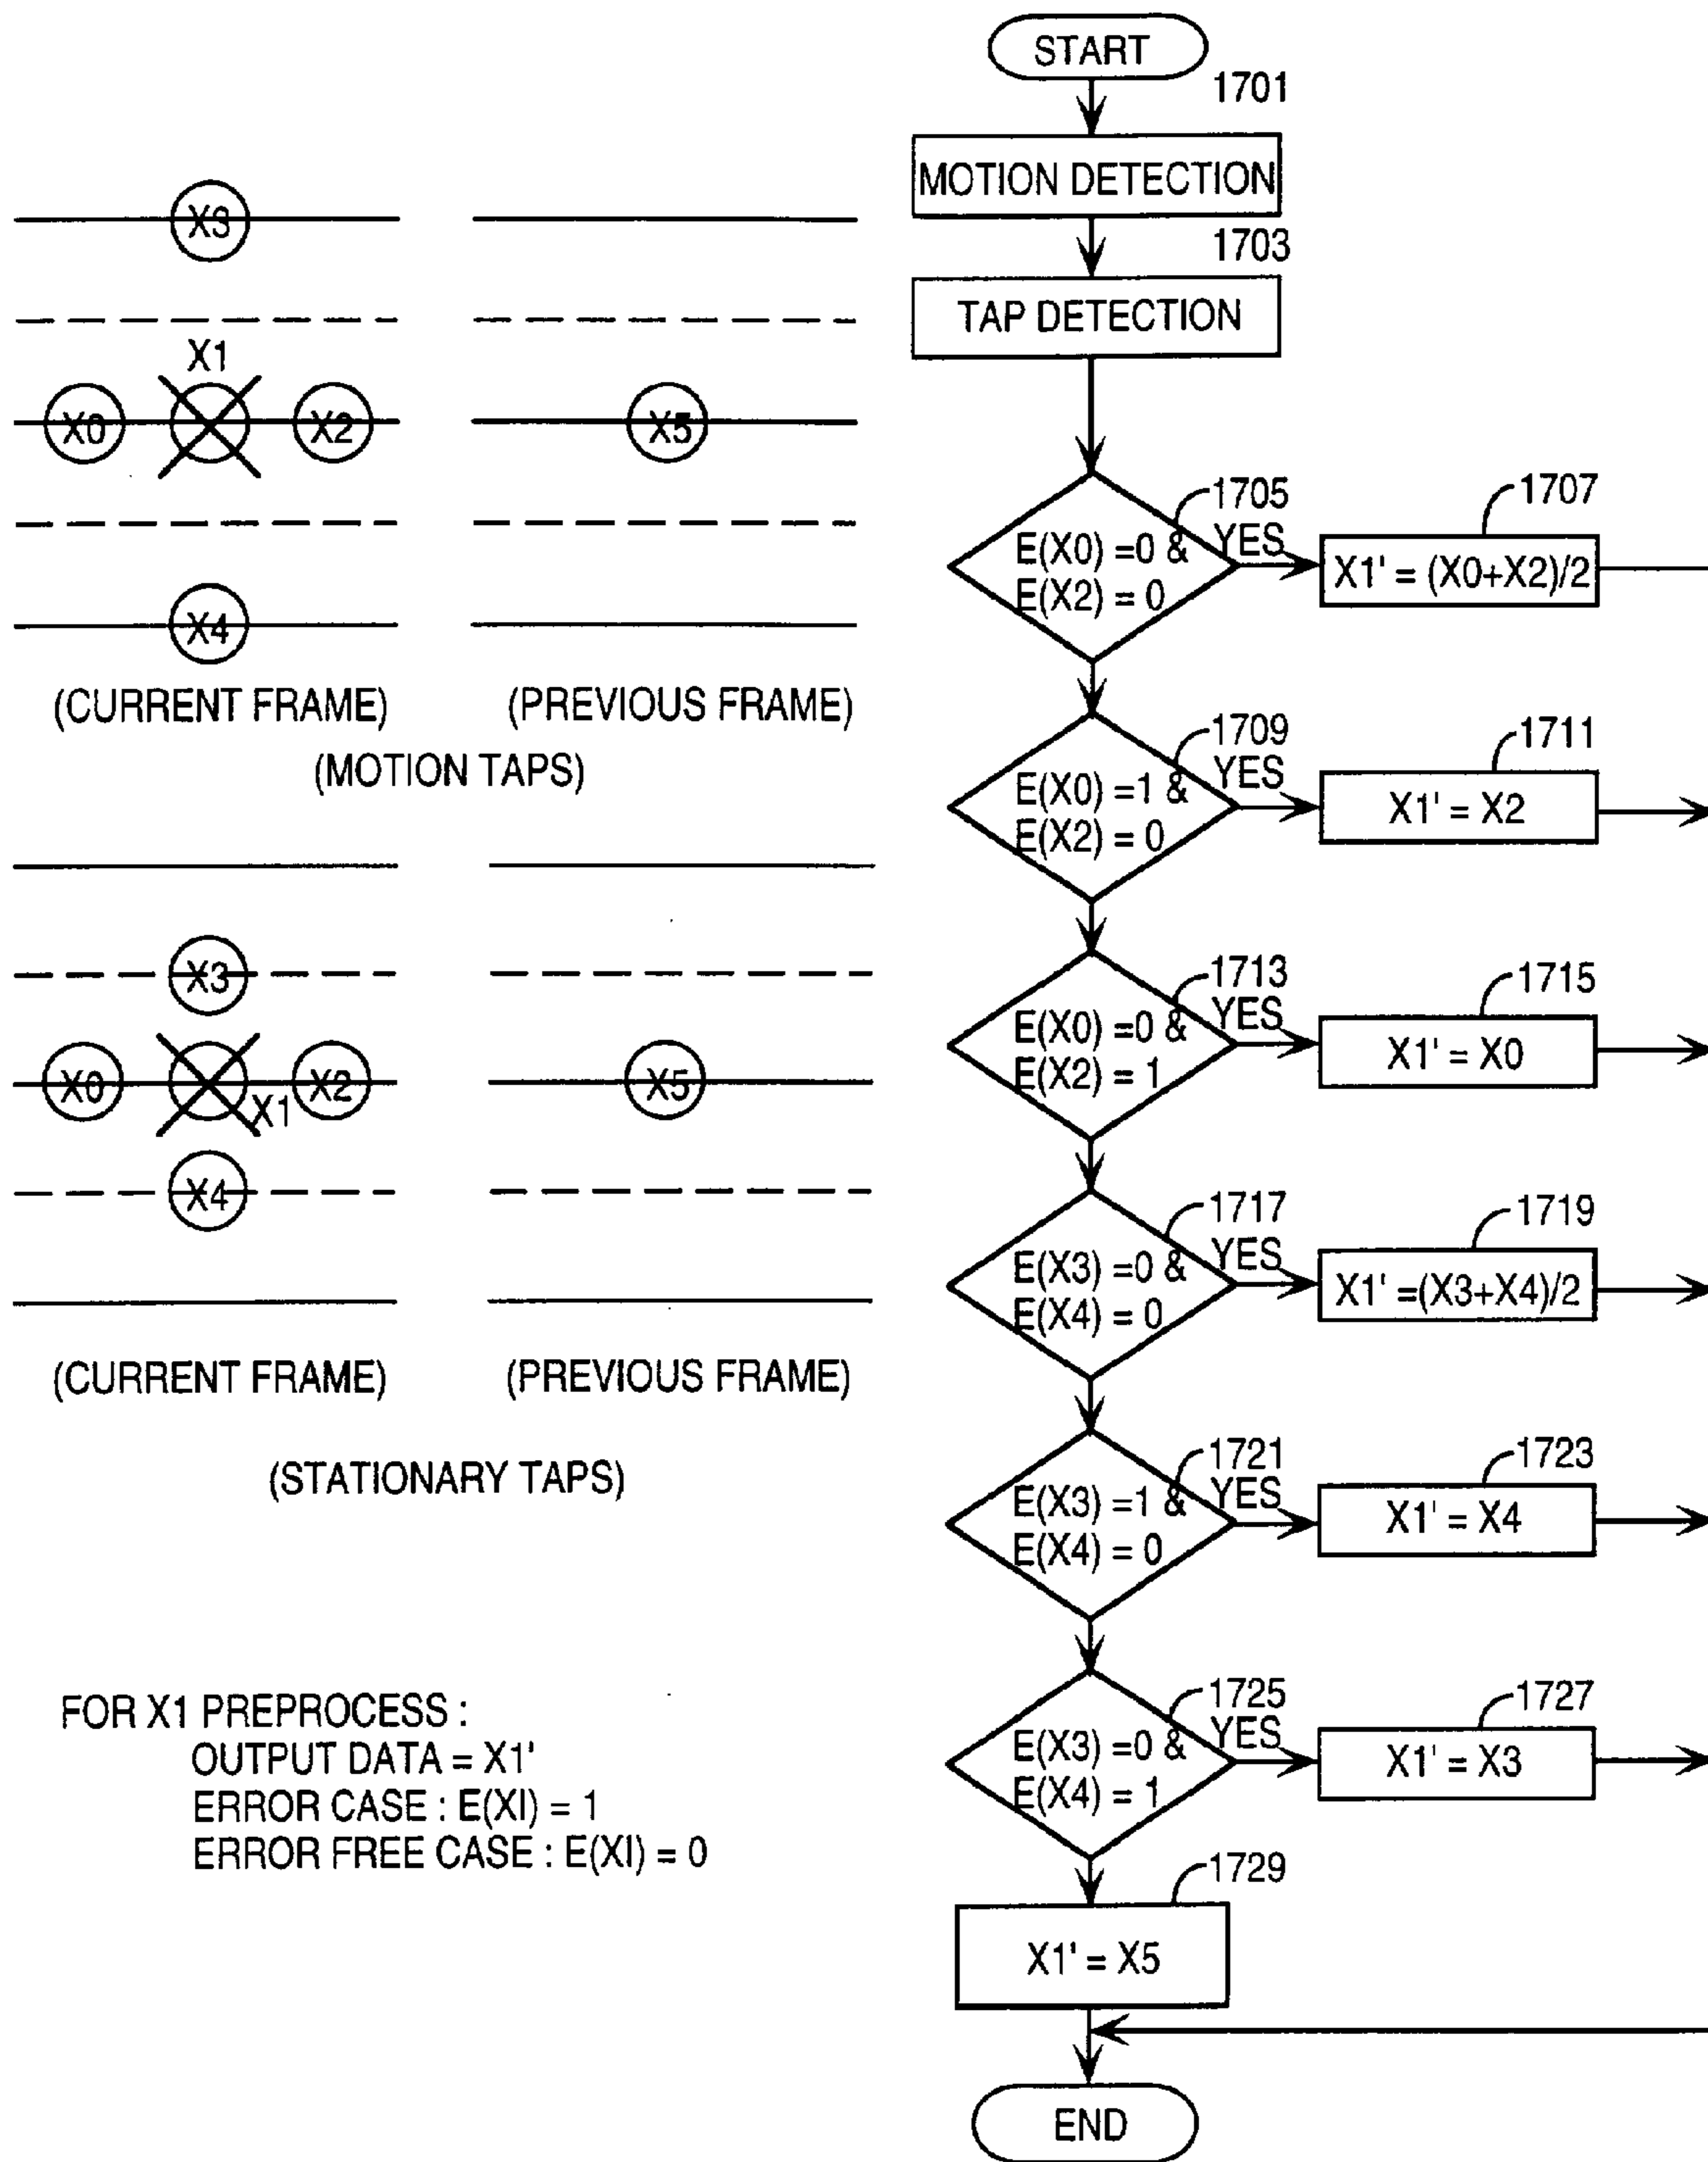 X3
X1
X0
X2
X5
X4
(CURRENT FRAME)
(PREVIOUS FRAME)
(MOTION TAPS)
X3
X0
X1
X2
X5
X4
(CURRENT FRAME)
(PREVIOUS FRAME)
(STATIONARY TAPS)
FOR X1 PREPROCESS :
OUTPUT DATA = X1'
ERROR CASE : E(XI) = 1
ERROR FREE CASE : E(XI) = 0
START
1701
MOTION DETECTION
1703
TAP DETECTION
1705
E(X0) =0 &
E(X2) = 0
YES
1707
X1' = (X0+X2)/2
1709
E(X0) =1 &
E(X2) = 0
YES
1711
X1' = X2
1713
E(X0) =0 &
E(X2) = 1
YES
1715
X1' = X0
1717
E(X3) =0 &
E(X4) = 0
YES
1719
X1' =(X3+X4)/2
1721
E(X3) =1 &
E(X4) = 0
YES
1723
X1' = X4
1725
E(X3) =0 &
E(X4) = 1
YES
1727
X1' = X3
1729
X1' = X5
END